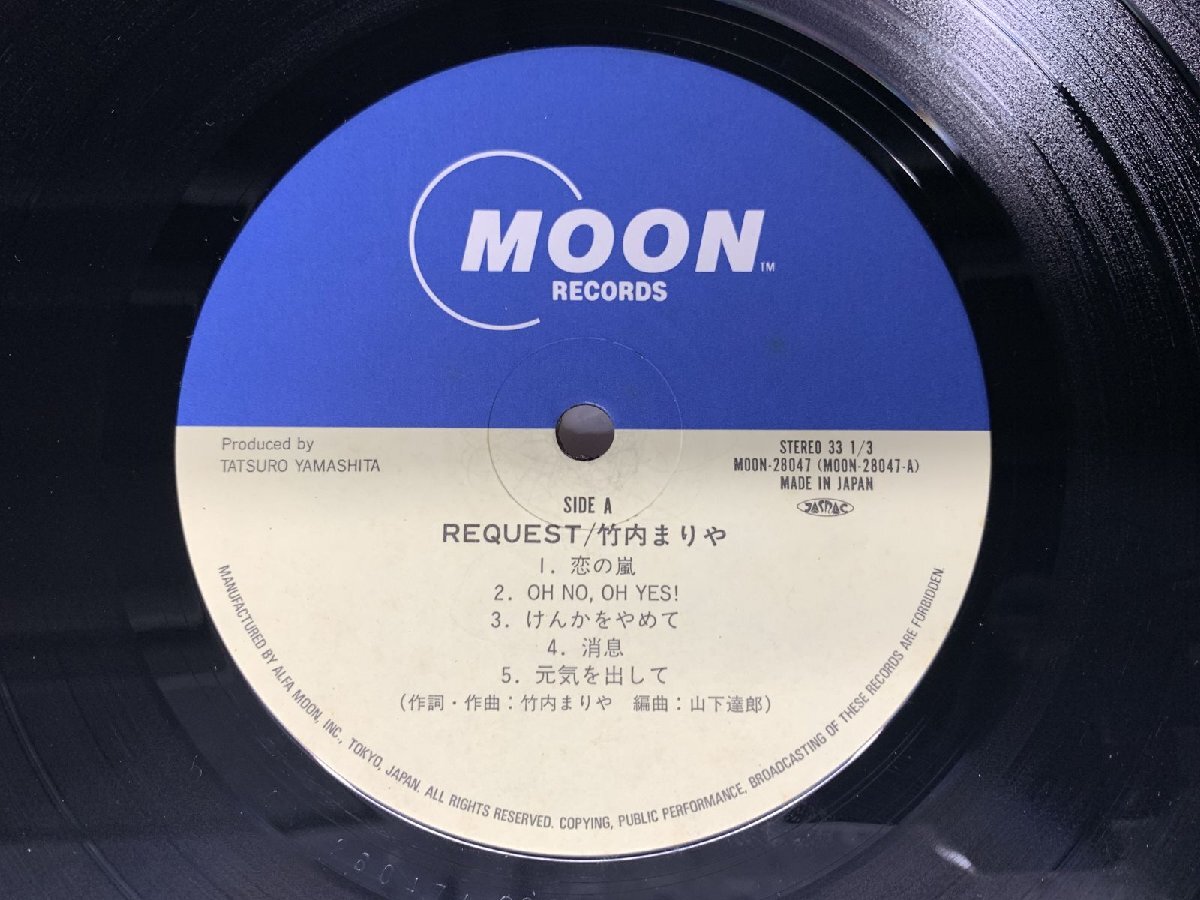 MOON™
RECORDS
Produced by
TATSURO YAMASHITA
STEREO 33 1/3
MOON-28047 (MOON-28047-A)
MADE IN JAPAN
JASRAC
SIDE A
REQUEST/竹内まりや
1. 恋の嵐
2. OH NO, OH YES!
3. けんかをやめて
4. 消息
5. 元気を出して
(作詞・作曲:竹内まりや 編曲:山下達郎)
MANUFACTURED BY ALFA MOON, INC., TOKYO, JAPAN. ALL RIGHTS RESERVED. COPYING, PUBLIC PERFORMANCE, BROADCASTING OF THESE RECORDS ARE FORBIDDEN.